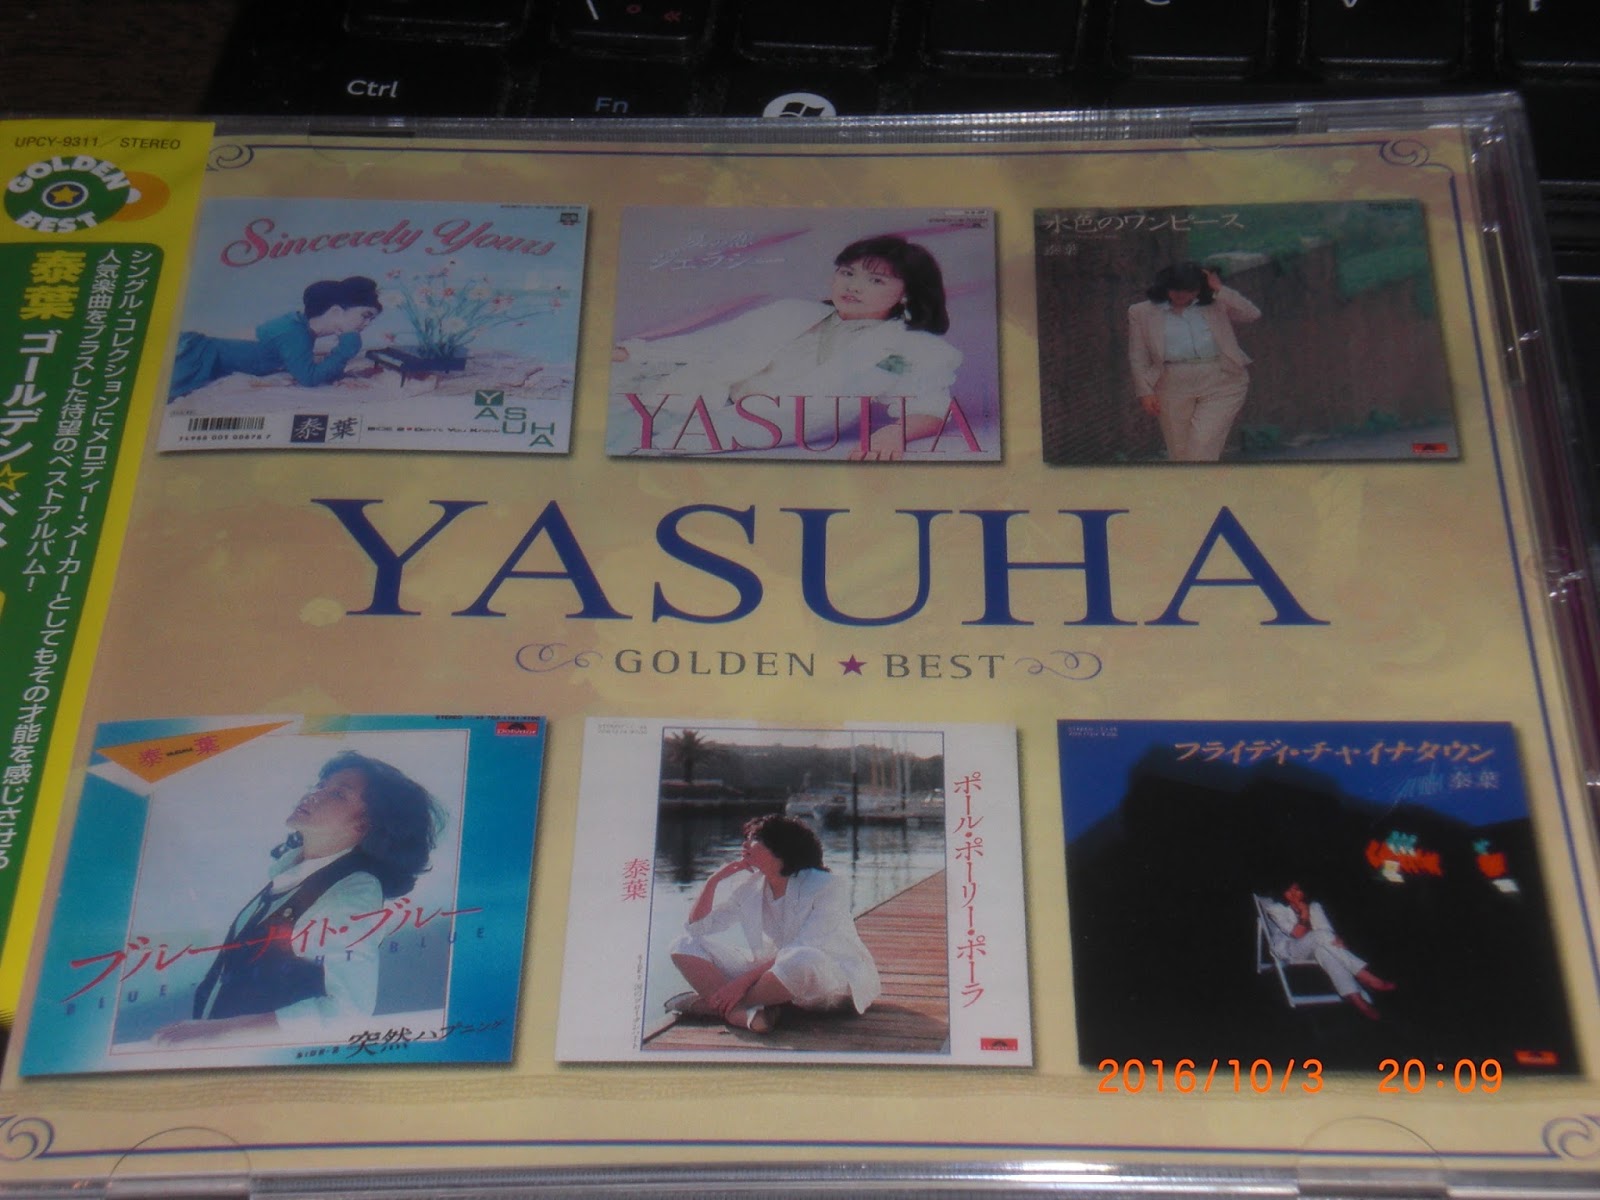 Ctrl
Fn
UPCY-9311／STEREO
GOLDEN
BEST
シングル・コレクションにメロディー・メーカーとしてもその才能を感じさせる
人気楽曲をプラスした待望のベストアルバム！
泰葉 ゴールデン☆ベス
Sincerely Yours
泰葉
SIDE B ★ Don't You Know
YASUHA
YASUHA
水色のワンピース
泰葉
YASUHA
GOLDEN ★ BEST
泰葉
ブルーナイト・ブルー
BLUE NIGHT BLUE
突然ハプニング
ポール・ポーリー・ポーラ
泰葉
フライディ・チャイナタウン
泰葉
2016/10/3 20:09